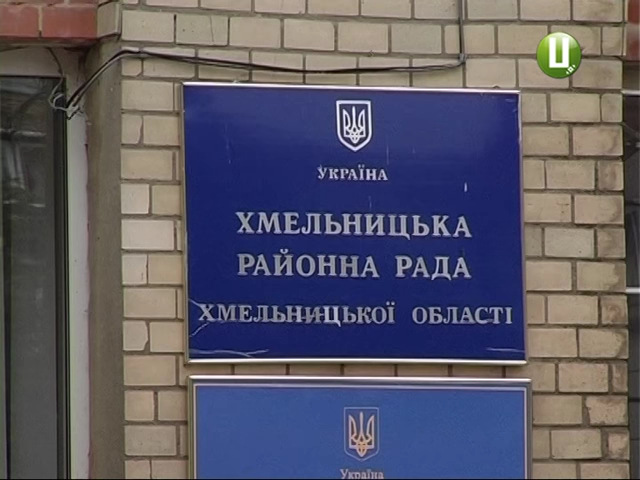 Ц
УКРАЇНА
ХМЕЛЬНИЦЬКА
РАЙОННА РАДА
ХМЕЛЬНИЦЬКОЇ ОБЛАСТІ
Україна